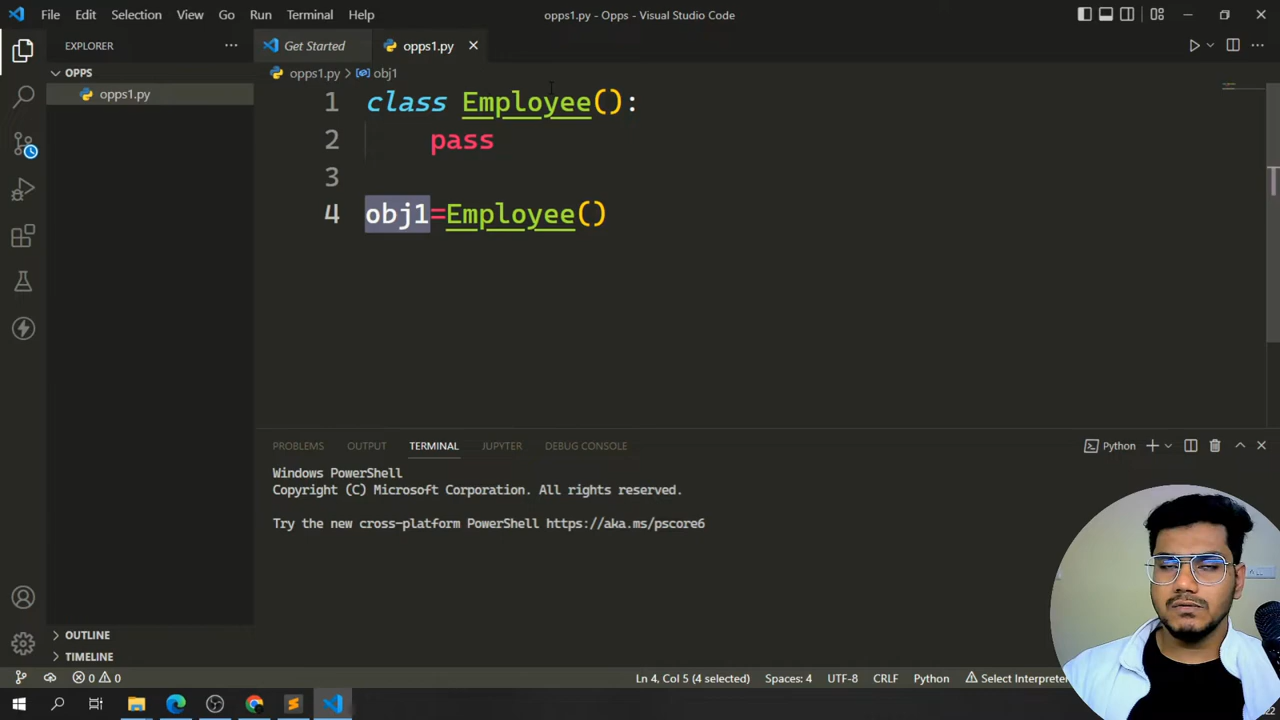 File Edit Selection View Go Run Terminal Help opps1.py - Opps - Visual Studio Code
EXPLORER
Get Started
opps1.py
OPPS
opps1.py > obj1
opps1.py
1 class Employee():
2 pass
3
4 obj1=Employee()
PROBLEMS OUTPUT TERMINAL JUPYTER DEBUG CONSOLE
Python
Windows PowerShell
Copyright (C) Microsoft Corporation. All rights reserved.
Try the new cross-platform PowerShell https://aka.ms/pscore6
OUTLINE
TIMELINE
0 0
Ln 4, Col 5 (4 selected) Spaces: 4 UTF-8 CRLF Python Select Interpreter